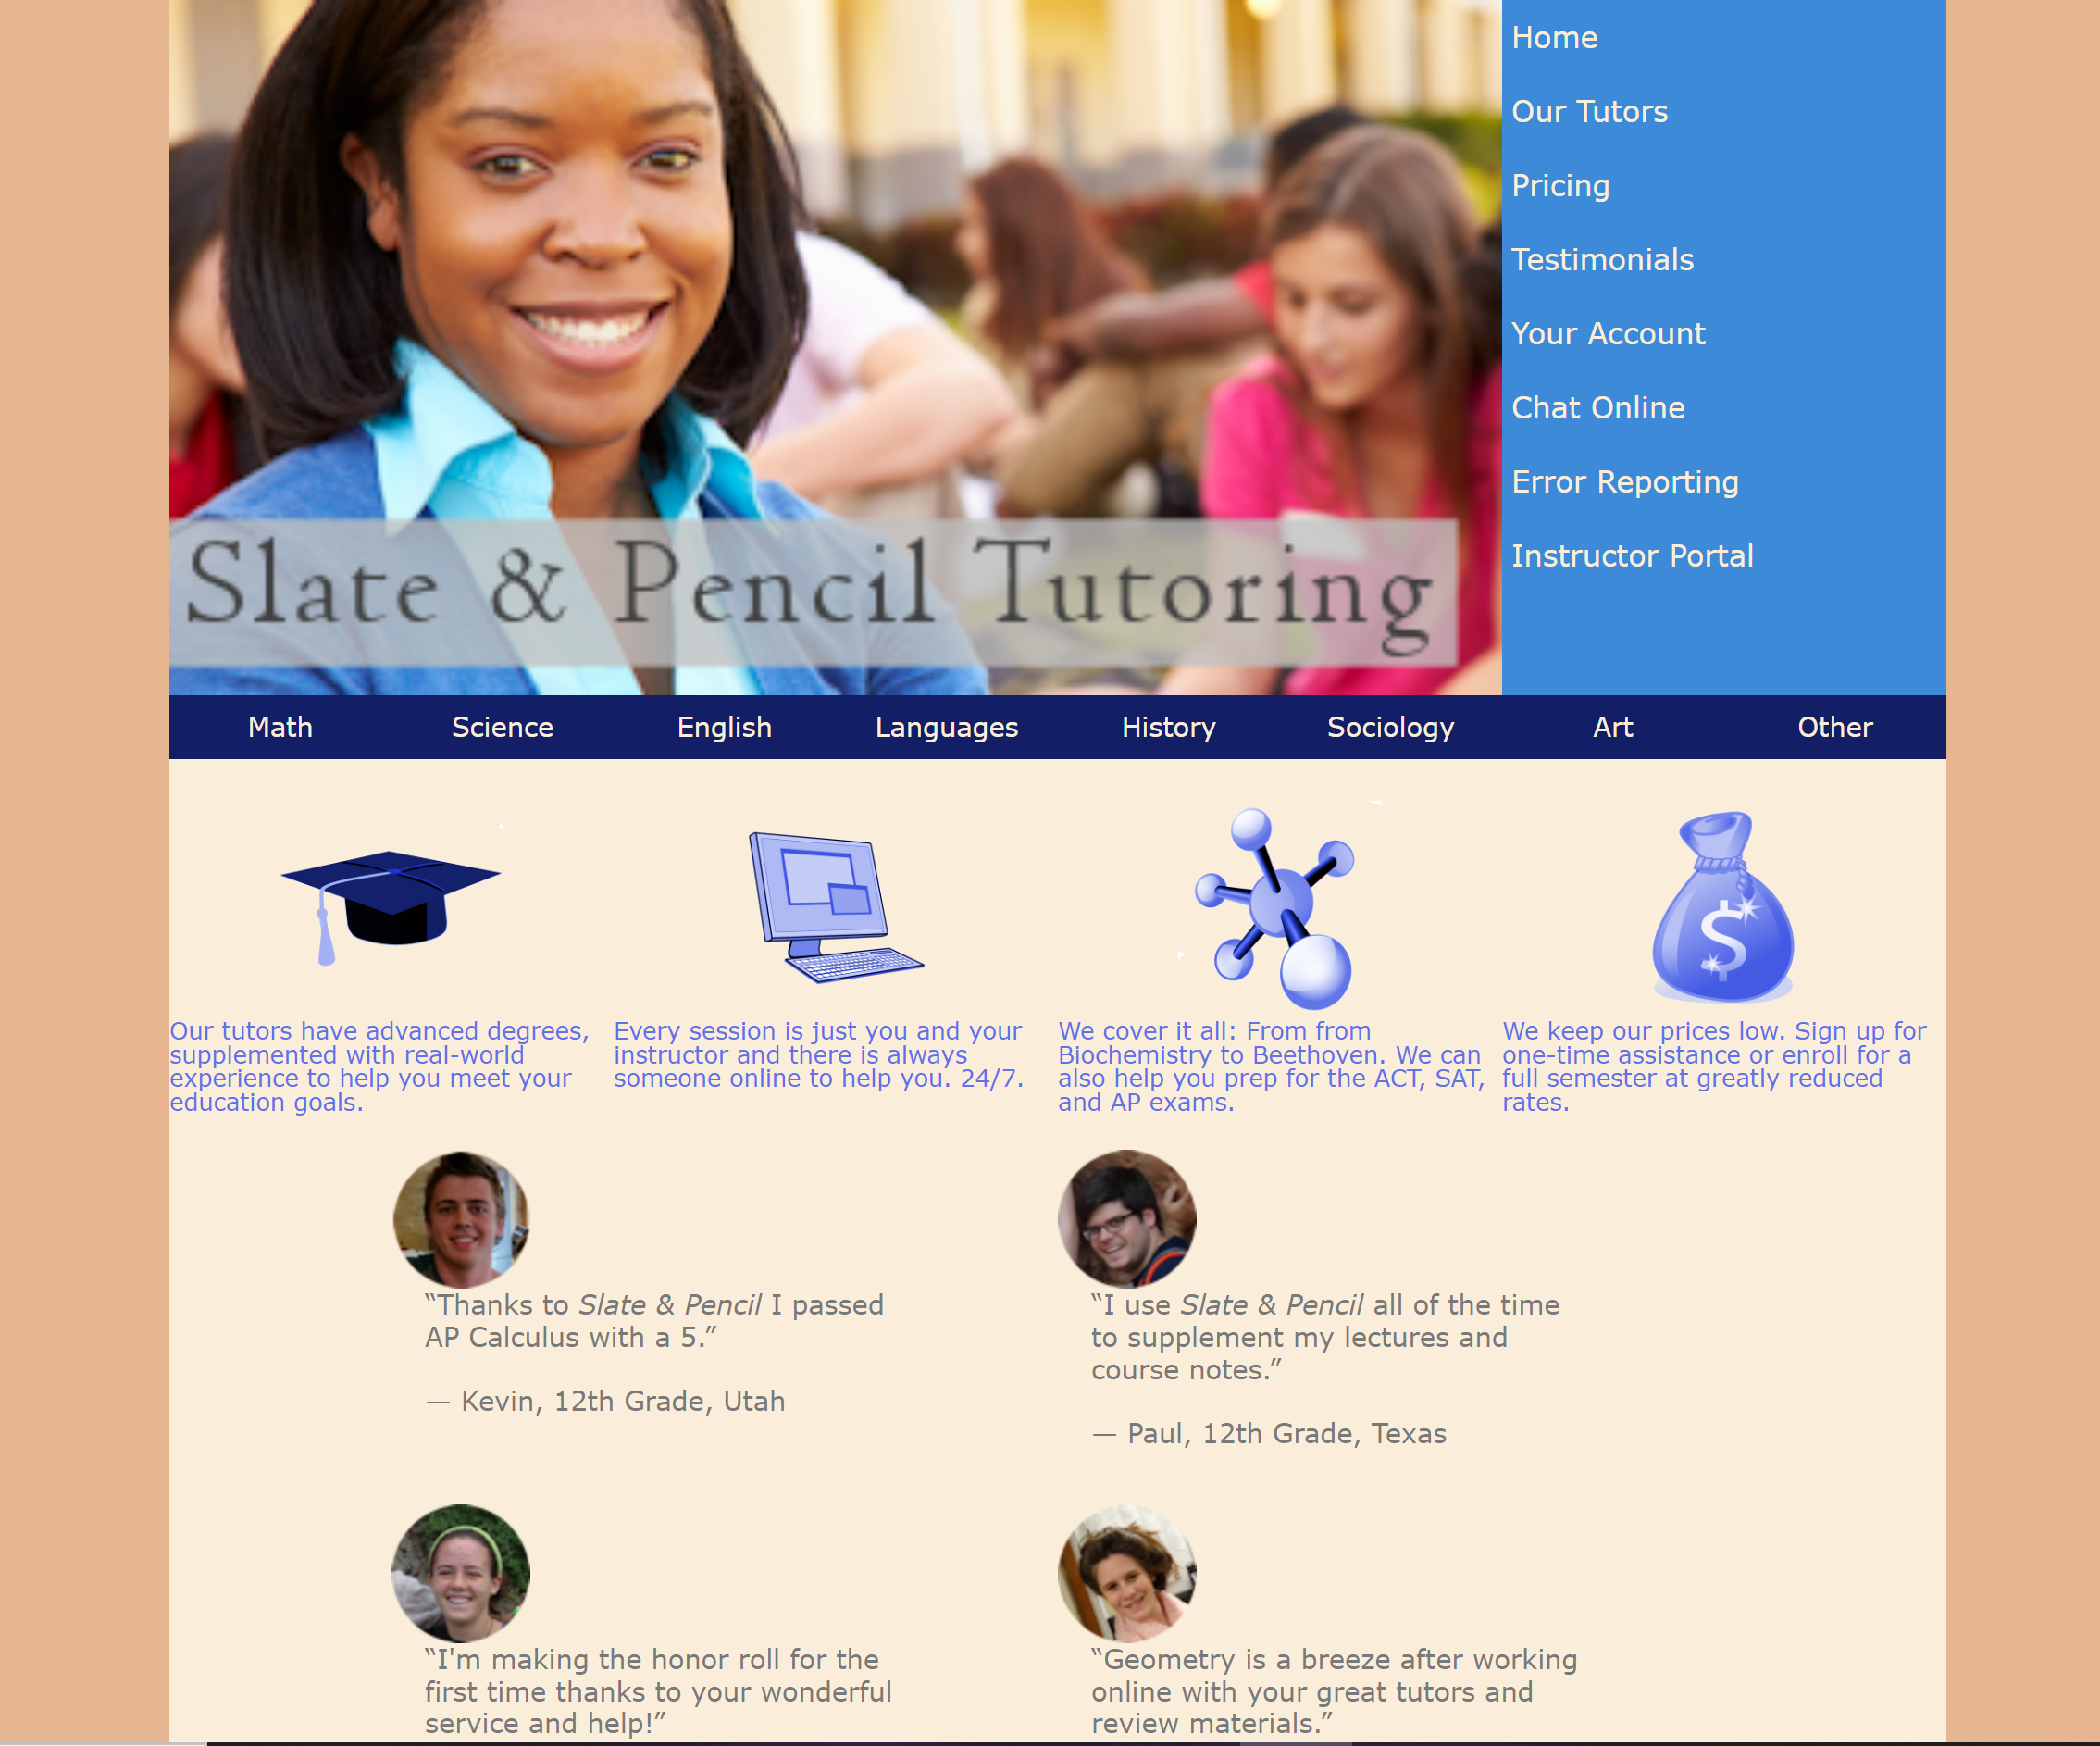 Home
Our Tutors
Pricing
Testimonials
Your Account
Chat Online
Error Reporting
Instructor Portal
Slate & Pencil Tutoring
Math Science English Languages History Sociology Art Other
$
Our tutors have advanced degrees,
supplemented with real-world
experience to help you meet your
education goals.
Every session is just you and your
instructor and there is always
someone online to help you. 24/7.
We cover it all: From from
Biochemistry to Beethoven. We can
also help you prep for the ACT, SAT,
and AP exams.
We keep our prices low. Sign up for
one-time assistance or enroll for a
full semester at greatly reduced
rates.
“Thanks to Slate & Pencil I passed
AP Calculus with a 5.”
— Kevin, 12th Grade, Utah
“I use Slate & Pencil all of the time
to supplement my lectures and
course notes.”
— Paul, 12th Grade, Texas
“I'm making the honor roll for the
first time thanks to your wonderful
service and help!”
“Geometry is a breeze after working
online with your great tutors and
review materials.”